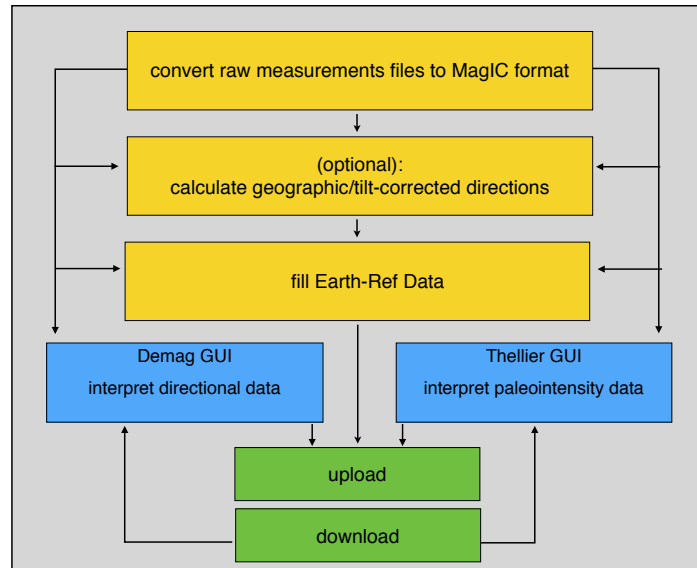 convert raw measurements files to MagIC format
(optional):
calculate geographic/tilt-corrected directions
fill Earth-Ref Data
Demag GUI
interpret directional data
Thellier GUI
interpret paleointensity data
upload
download